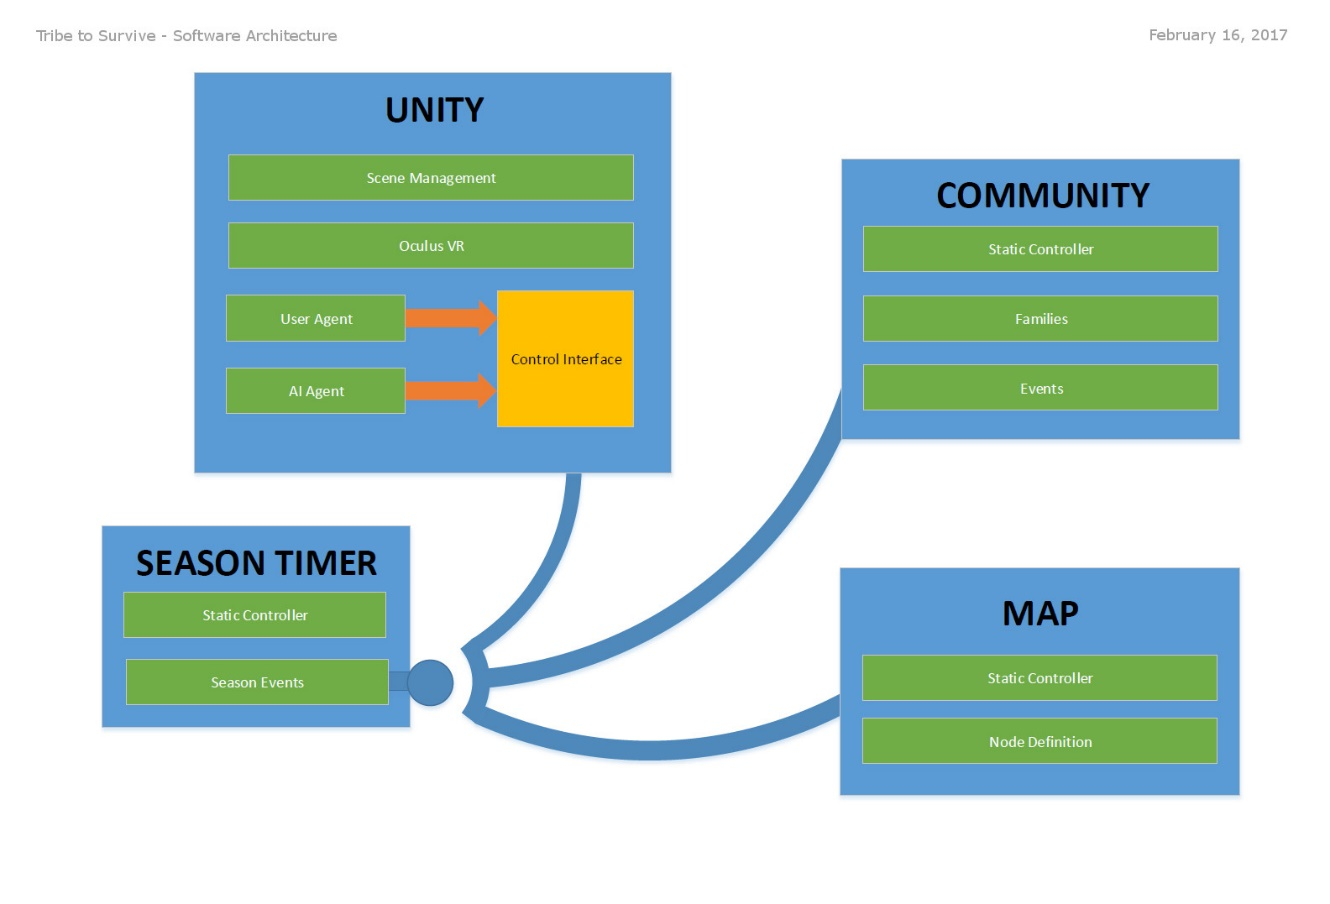 Tribe to Survive - Software Architecture
February 16, 2017
UNITY
Scene Management
Oculus VR
User Agent
AI Agent
Control Interface
COMMUNITY
Static Controller
Families
Events
SEASON TIMER
Static Controller
Season Events
MAP
Static Controller
Node Definition